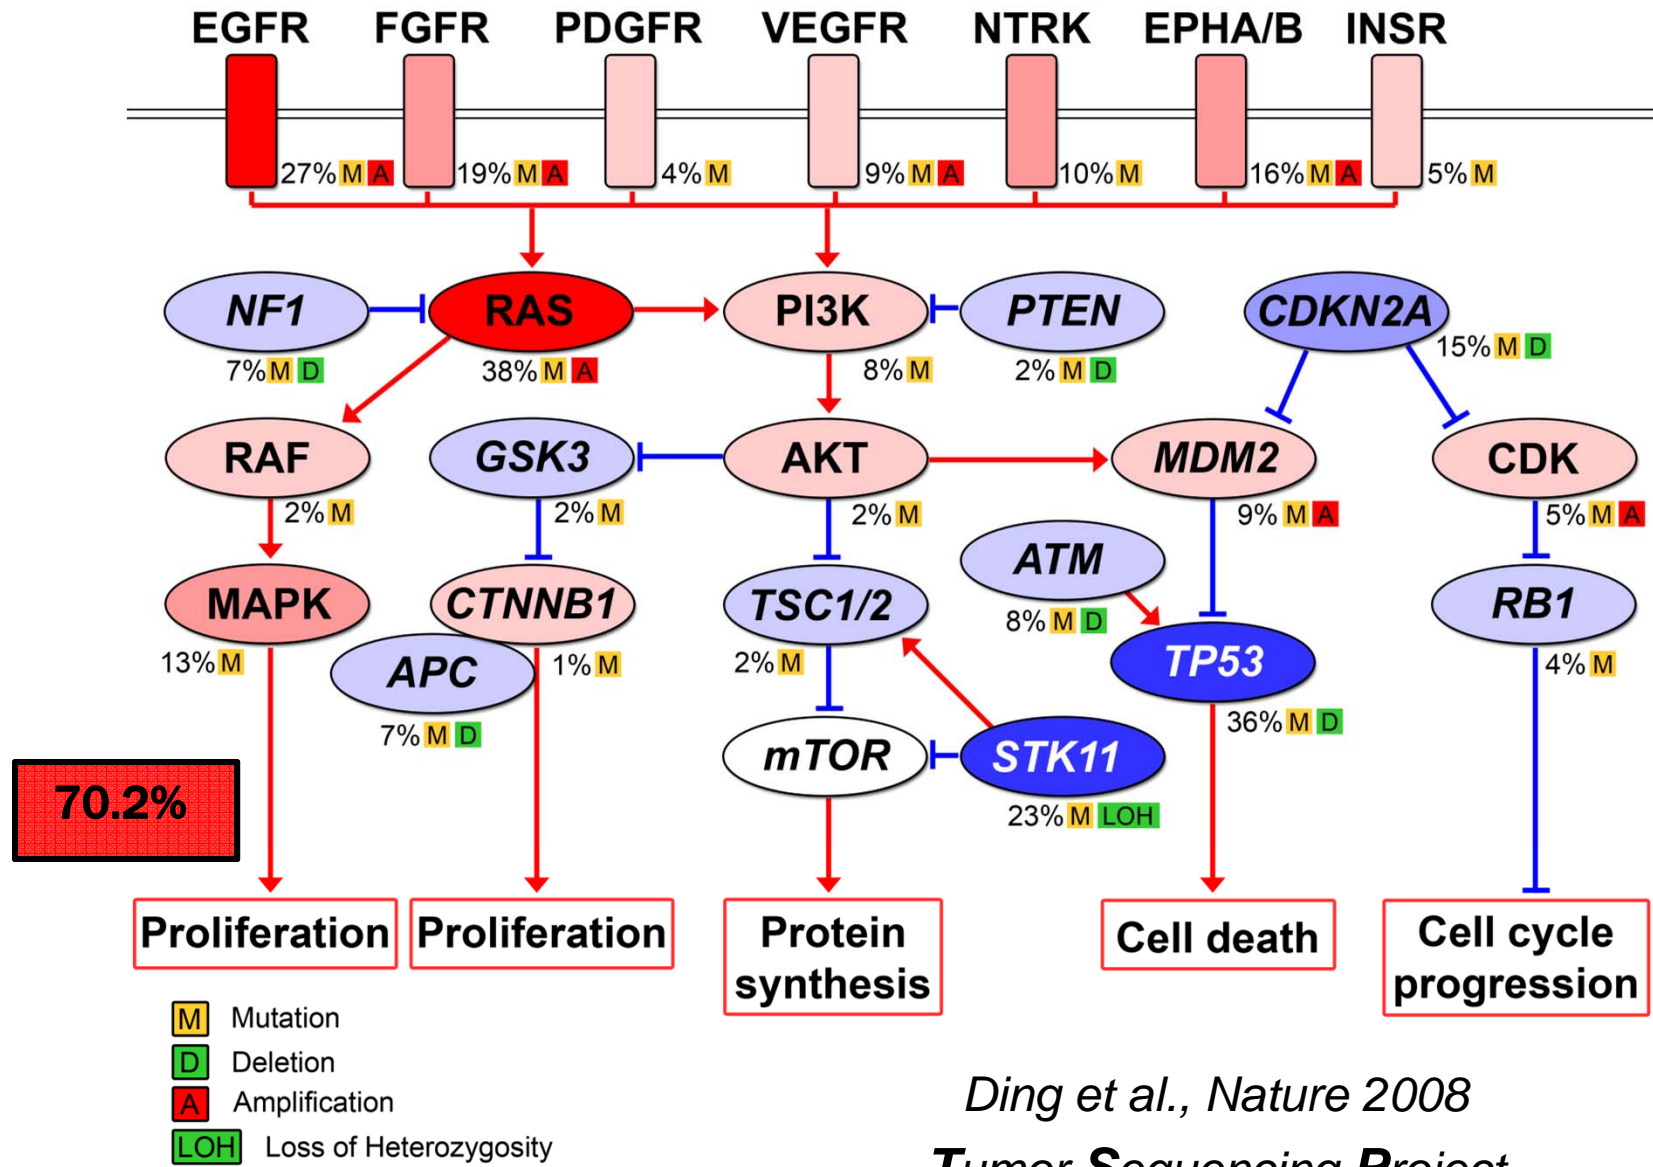 EGFR FGFR PDGFR VEGFR NTRK EPHA/B INSR
27% M A 19% M A 4% M 9% M A 10% M 16% M A 5% M
NF1 RAS PI3K PTEN CDKN2A
7% M D 38% M A 8% M 2% M D 15% M D
RAF GSK3 AKT MDM2 CDK
2% M 2% M 2% M 9% M A 5% M A
ATM
8% M D
MAPK CTNNB1 TSC1/2 RB1
13% M 1% M 2% M 4% M
APC TP53
7% M D 36% M D
mTOR STK11
23% M LOH
70.2%
Proliferation Proliferation Protein synthesis Cell death Cell cycle progression
M Mutation
D Deletion
A Amplification
LOH Loss of Heterozygosity
Ding et al., Nature 2008
Tumor Sequencing Project